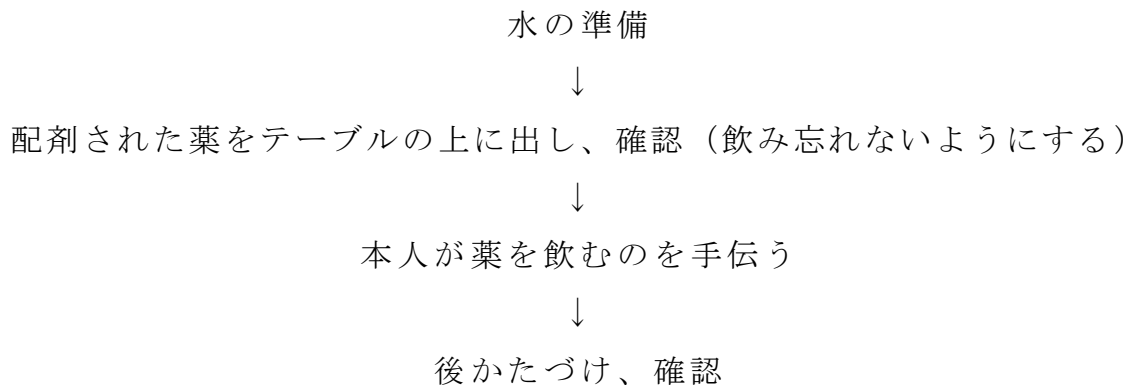 水の準備
↓
配剤された薬をテーブルの上に出し、確認（飲み忘れないようにする）
↓
本人が薬を飲むのを手伝う
↓
後かたづけ、確認